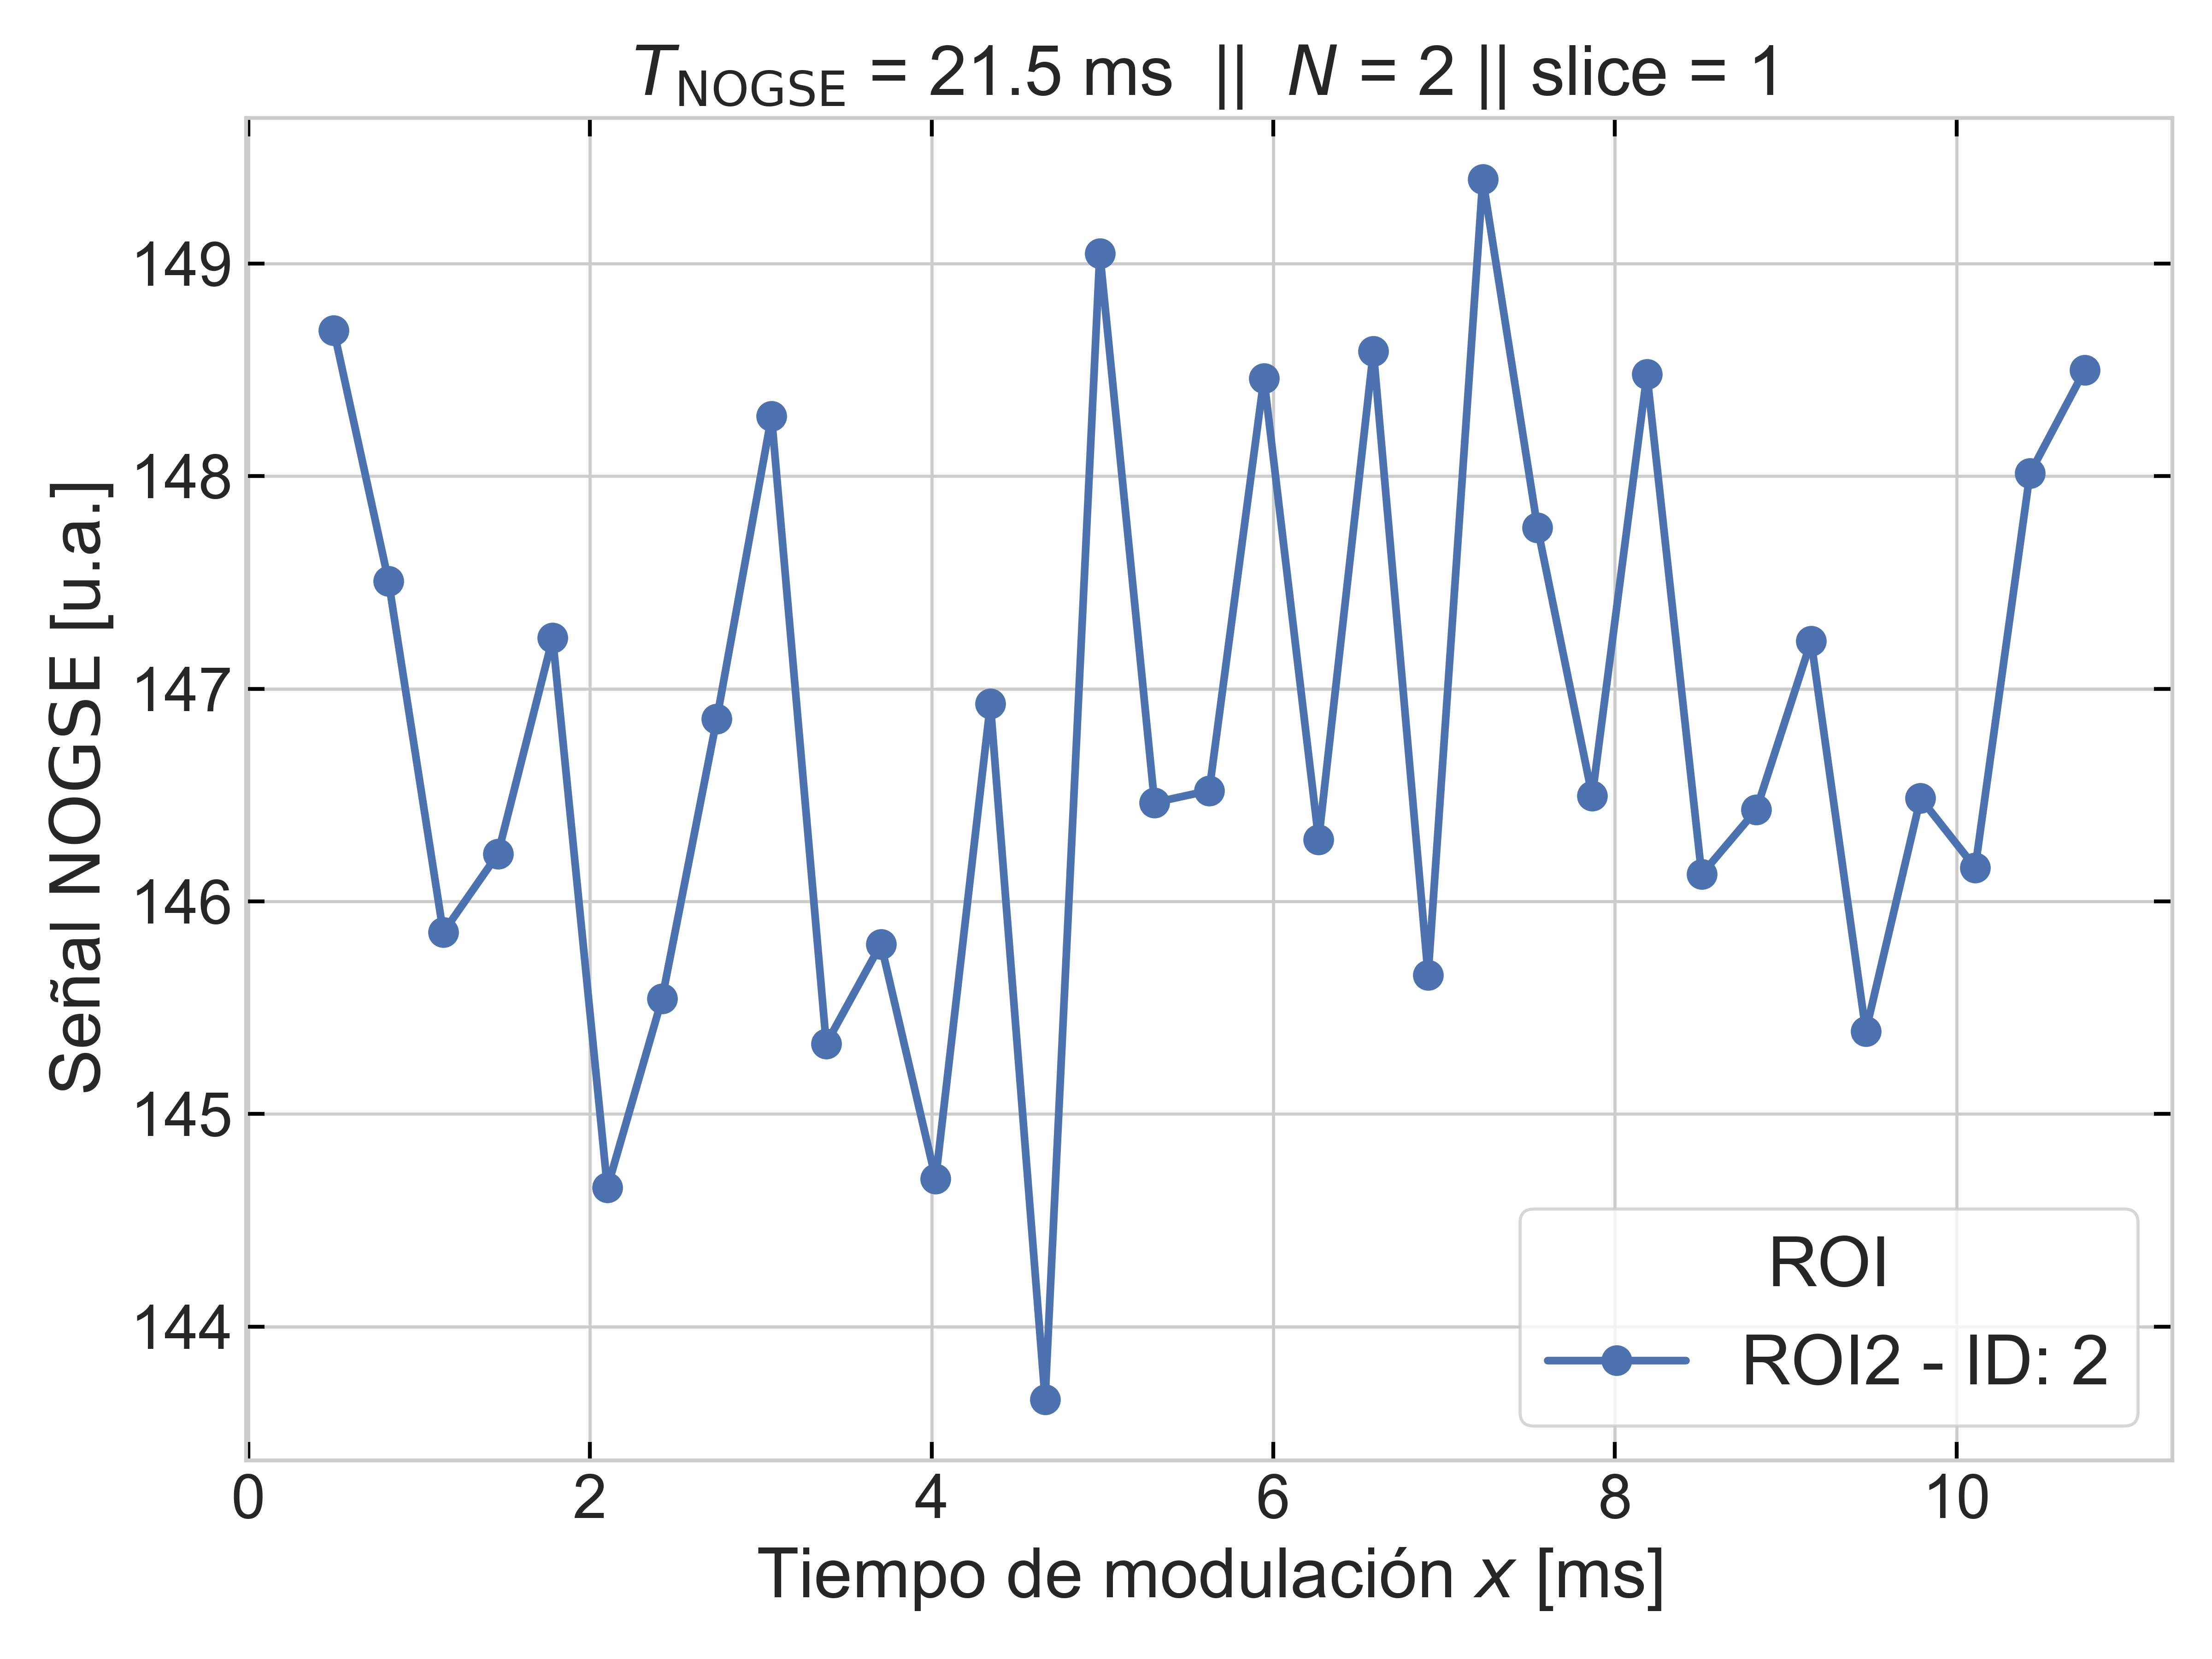 T_NOGSE = 21.5 ms || N = 2 || slice = 1
149
148
147
146
145
144
Señal NOGSE [u.a.]
0 2 4 6 8 10
Tiempo de modulación x [ms]
ROI
ROI2 - ID: 2